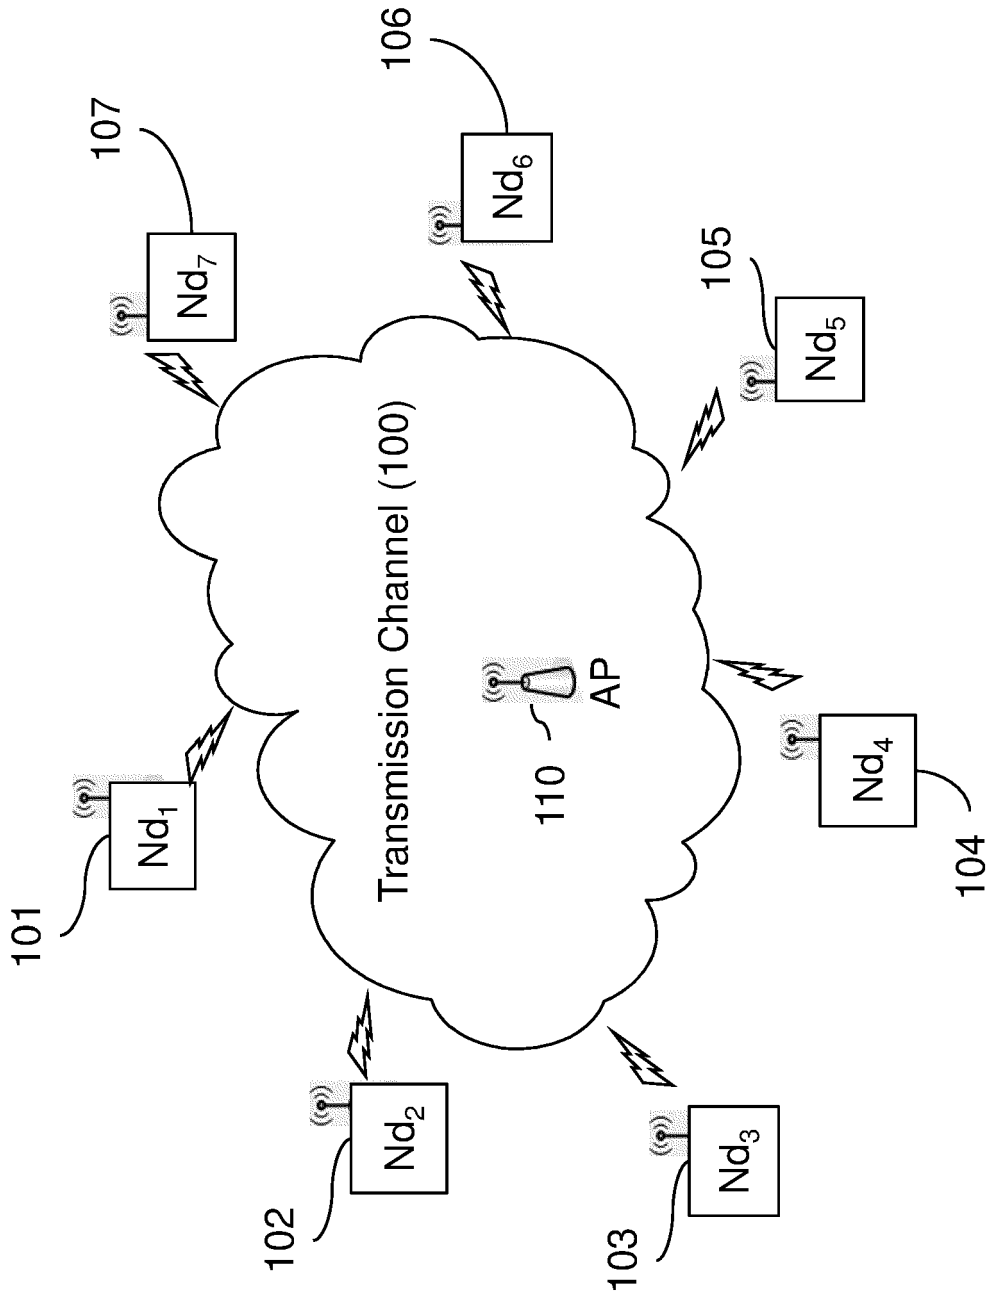 101
Nd1
107
Nd7
106
Nd6
102
Nd2
Transmission Channel (100)
110
AP
105
Nd5
103
Nd3
104
Nd4